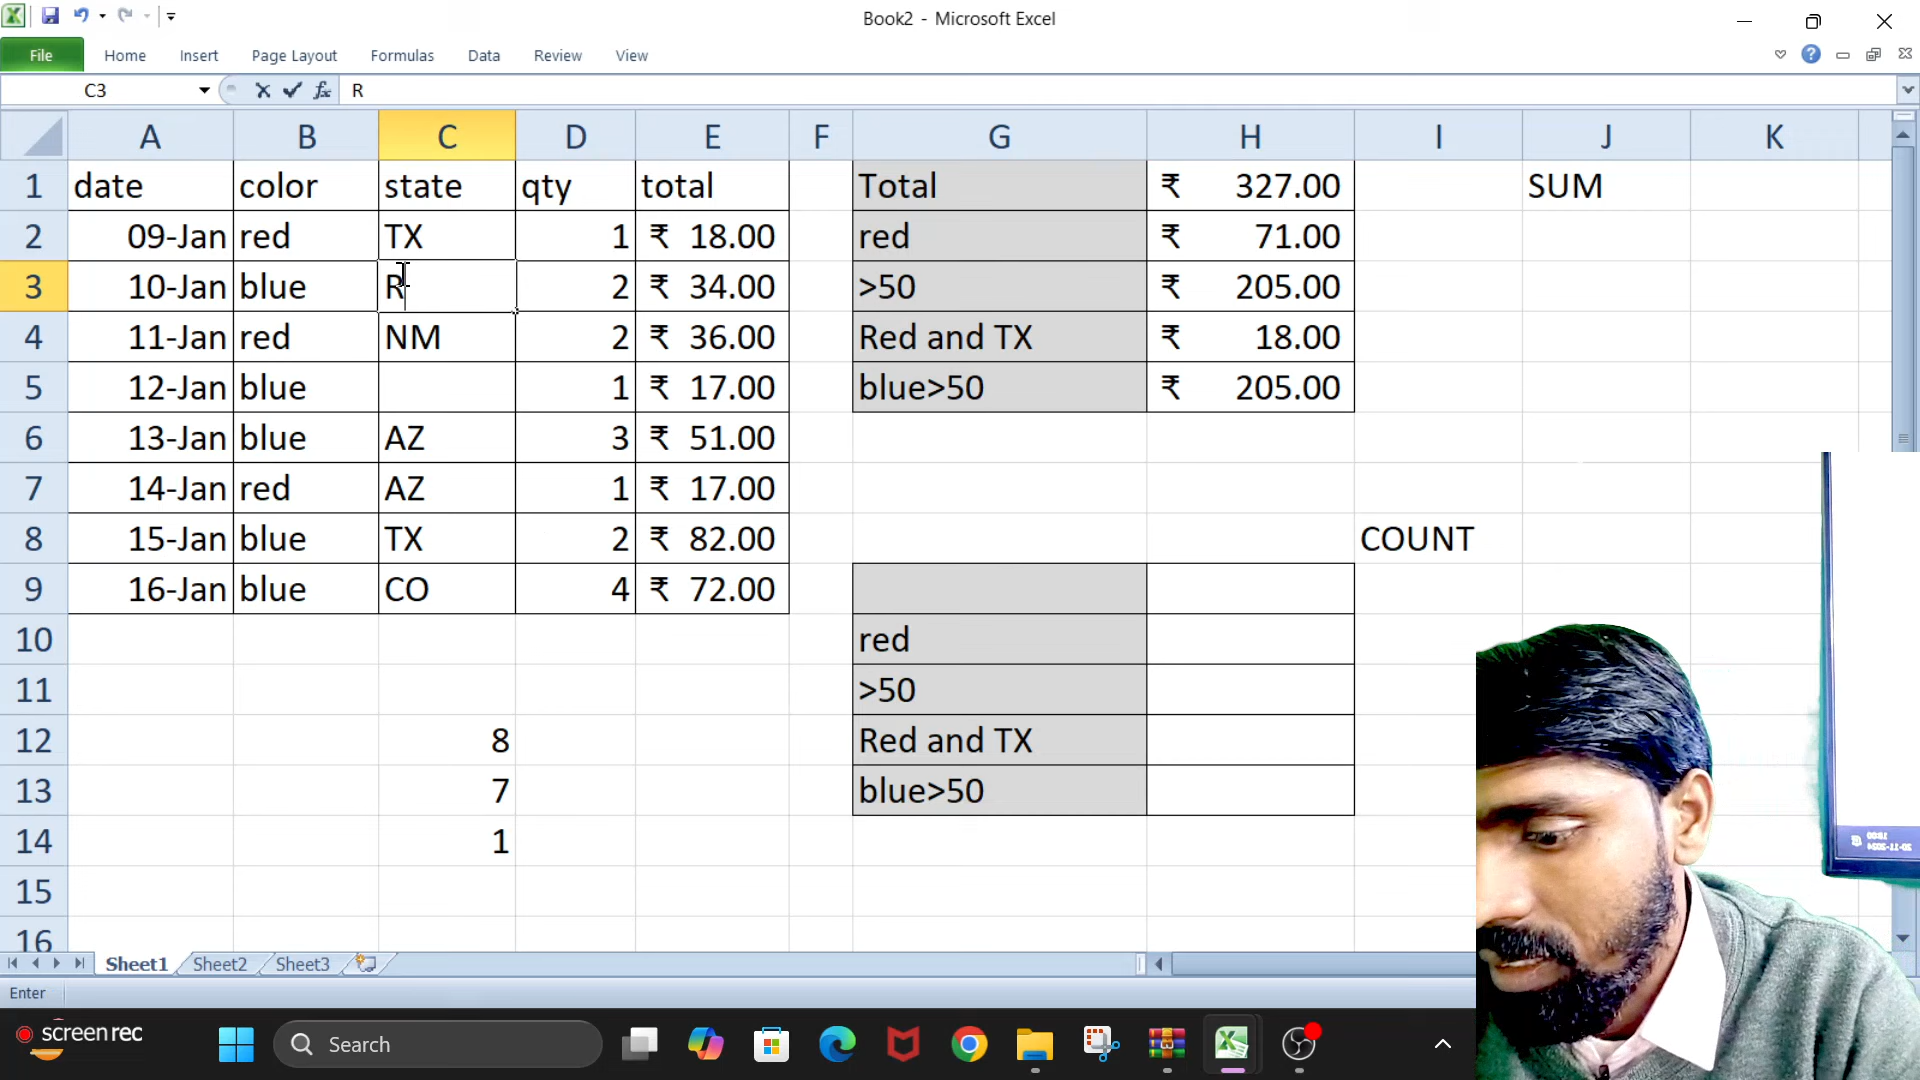 Book2 - Microsoft Excel
File Home Insert Page Layout Formulas Data Review View
C3 fx R
A B C D E F G H I J K
1 date color state qty total Total ₹ 327.00 SUM
2 09-Jan red TX 1 ₹ 18.00 red ₹ 71.00
3 10-Jan blue R 2 ₹ 34.00 >50 ₹ 205.00
4 11-Jan red NM 2 ₹ 36.00 Red and TX ₹ 18.00
5 12-Jan blue 1 ₹ 17.00 blue>50 ₹ 205.00
6 13-Jan blue AZ 3 ₹ 51.00
7 14-Jan red AZ 1 ₹ 17.00
8 15-Jan blue TX 2 ₹ 82.00 COUNT
9 16-Jan blue CO 4 ₹ 72.00
10 red
11 >50
12 8 Red and TX
13 7 blue>50
14 1
15
16
Sheet1 Sheet2 Sheet3
Enter
screen rec Search